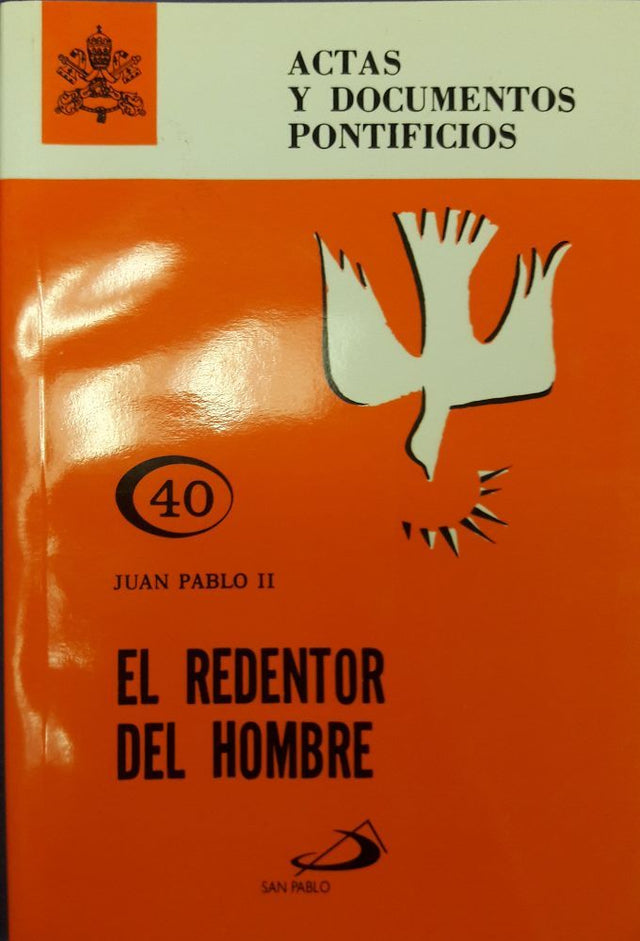 ACTAS
Y DOCUMENTOS
PONTIFICIOS
40
JUAN PABLO II
EL REDENTOR
DEL HOMBRE
SAN PABLO